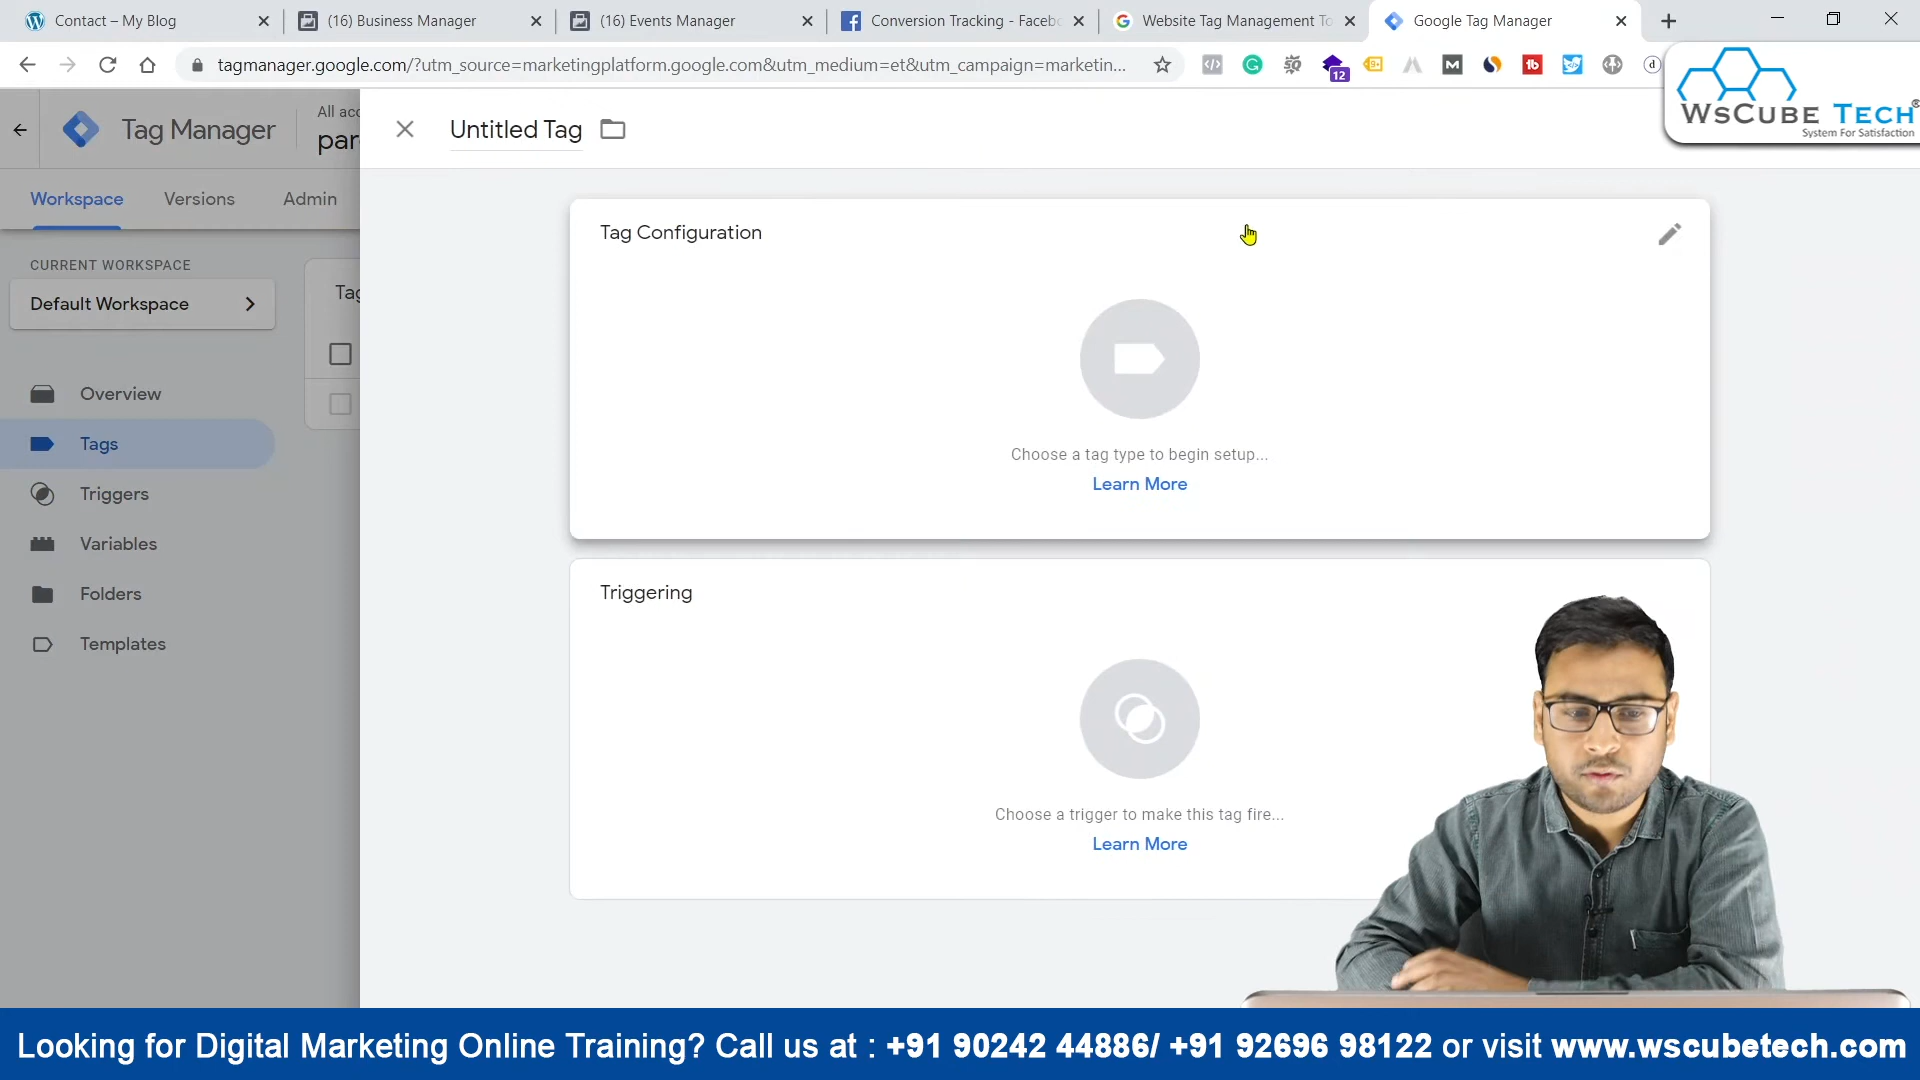 Contact – My Blog
(16) Business Manager
(16) Events Manager
Conversion Tracking - Facebo
Website Tag Management To
Google Tag Manager
tagmanager.google.com/?utm_source=marketingplatform.google.com&utm_medium=et&utm_campaign=marketin...
12
WsCube Tech®
System For Satisfaction
Tag Manager
All acc
par
Untitled Tag
Workspace
Versions
Admin
CURRENT WORKSPACE
Default Workspace
Tag
Overview
Tags
Triggers
Variables
Folders
Templates
Tag Configuration
Choose a tag type to begin setup...
Learn More
Triggering
Choose a trigger to make this tag fire...
Learn More
Looking for Digital Marketing Online Training? Call us at : +91 90242 44886/ +91 92696 98122 or visit www.wscubetech.com